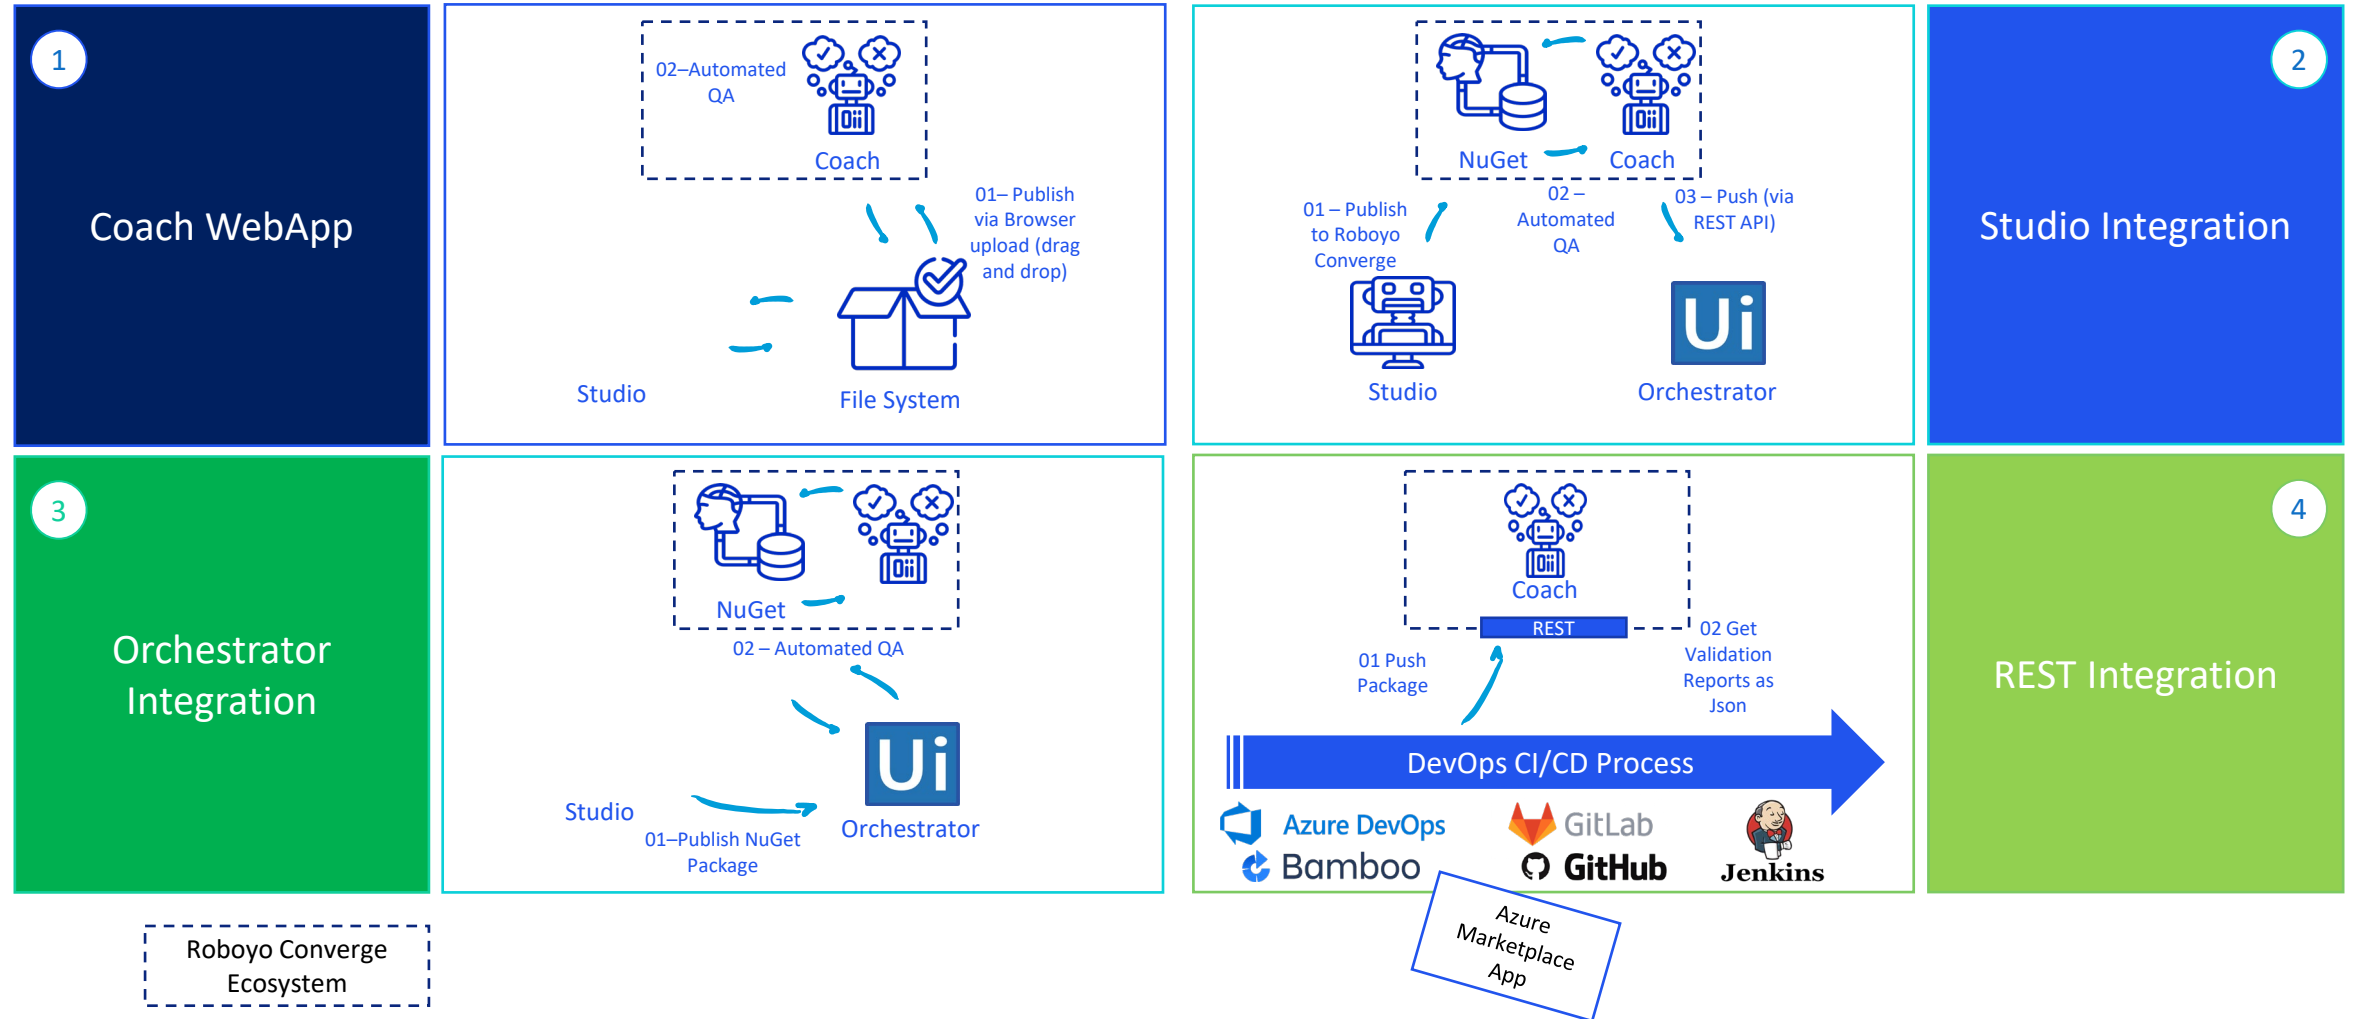 1
Coach WebApp
02–Automated
QA
Coach
01– Publish
via Browser
upload (drag
and drop)
Studio
File System
2
Studio Integration
NuGet
Coach
01 – Publish
to Roboyo
Converge
02 –
Automated
QA
03 – Push (via
REST API)
Studio
Ui
Orchestrator
3
Orchestrator
Integration
NuGet
02 – Automated QA
Studio
01–Publish NuGet
Package
Ui
Orchestrator
4
REST Integration
Coach
REST
01 Push
Package
02 Get
Validation
Reports as
Json
DevOps CI/CD Process
Azure DevOps
GitLab
Bamboo
GitHub
Jenkins
Azure
Marketplace
App
Roboyo Converge
Ecosystem